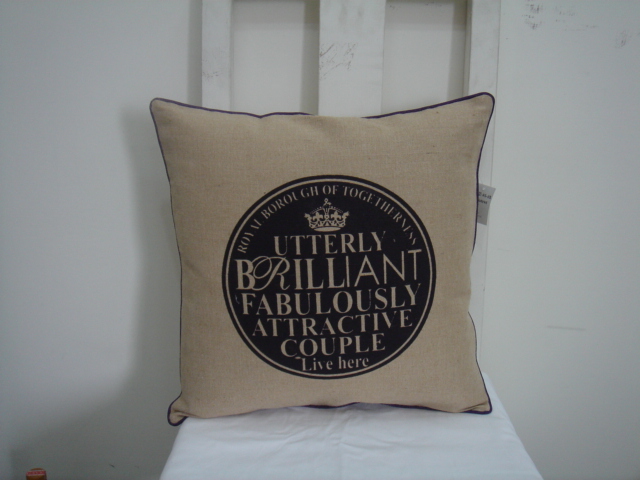 ROYAL BOROUGH OF TOGETHERNESS
UTTERLY
BRILLIANT
FABULOUSLY
ATTRACTIVE
COUPLE
Live here